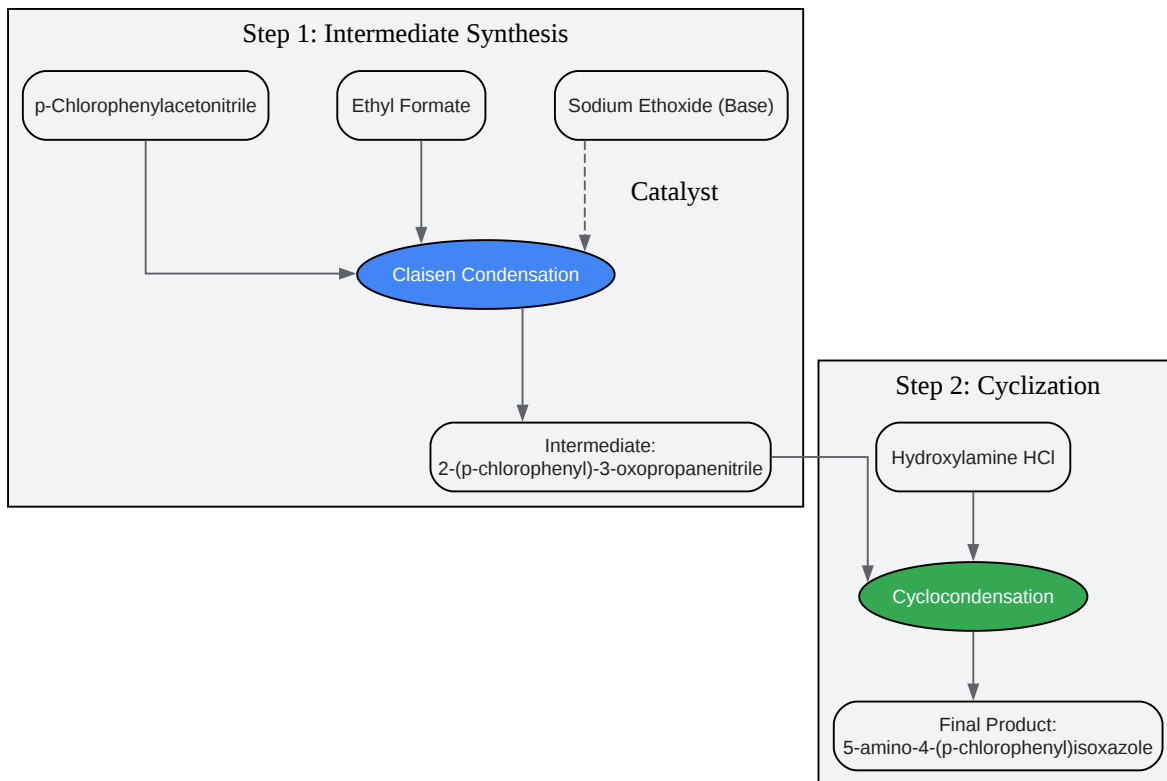 Step 1: Intermediate Synthesis
p-Chlorophenylacetonitrile
Ethyl Formate
Sodium Ethoxide (Base)
Catalyst
Claisen Condensation
Intermediate:
2-(p-chlorophenyl)-3-oxopropanenitrile
Step 2: Cyclization
Hydroxylamine HCl
Cyclocondensation
Final Product:
5-amino-4-(p-chlorophenyl)isoxazole